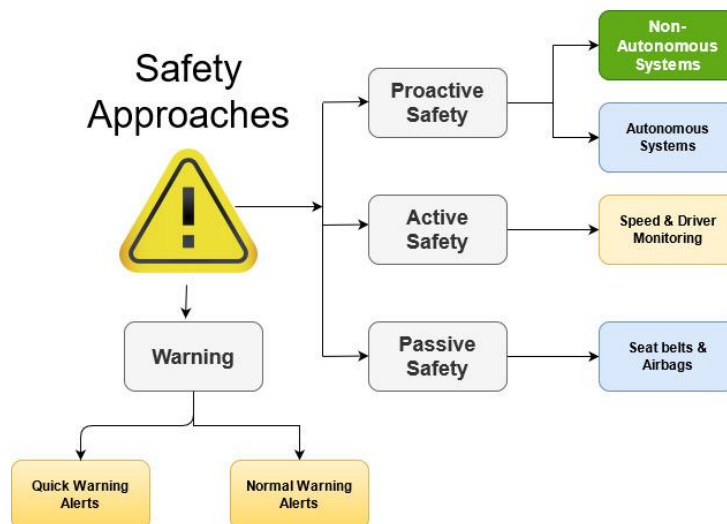 Safety
Approaches
Non-
Autonomous
Systems
Proactive
Safety
Autonomous
Systems
Active
Safety
Speed & Driver
Monitoring
Warning
Passive
Safety
Seat belts &
Airbags
Quick Warning
Alerts
Normal Warning
Alerts